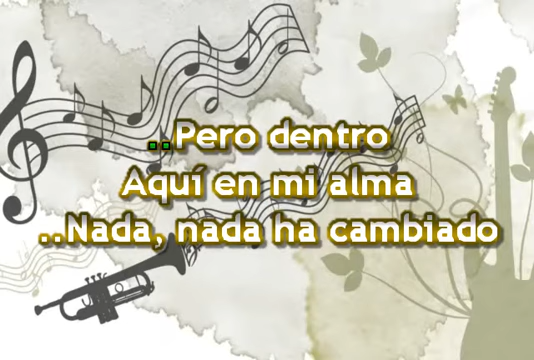 ..Pero dentro
Aquí en mi alma
..Nada, nada ha cambiado